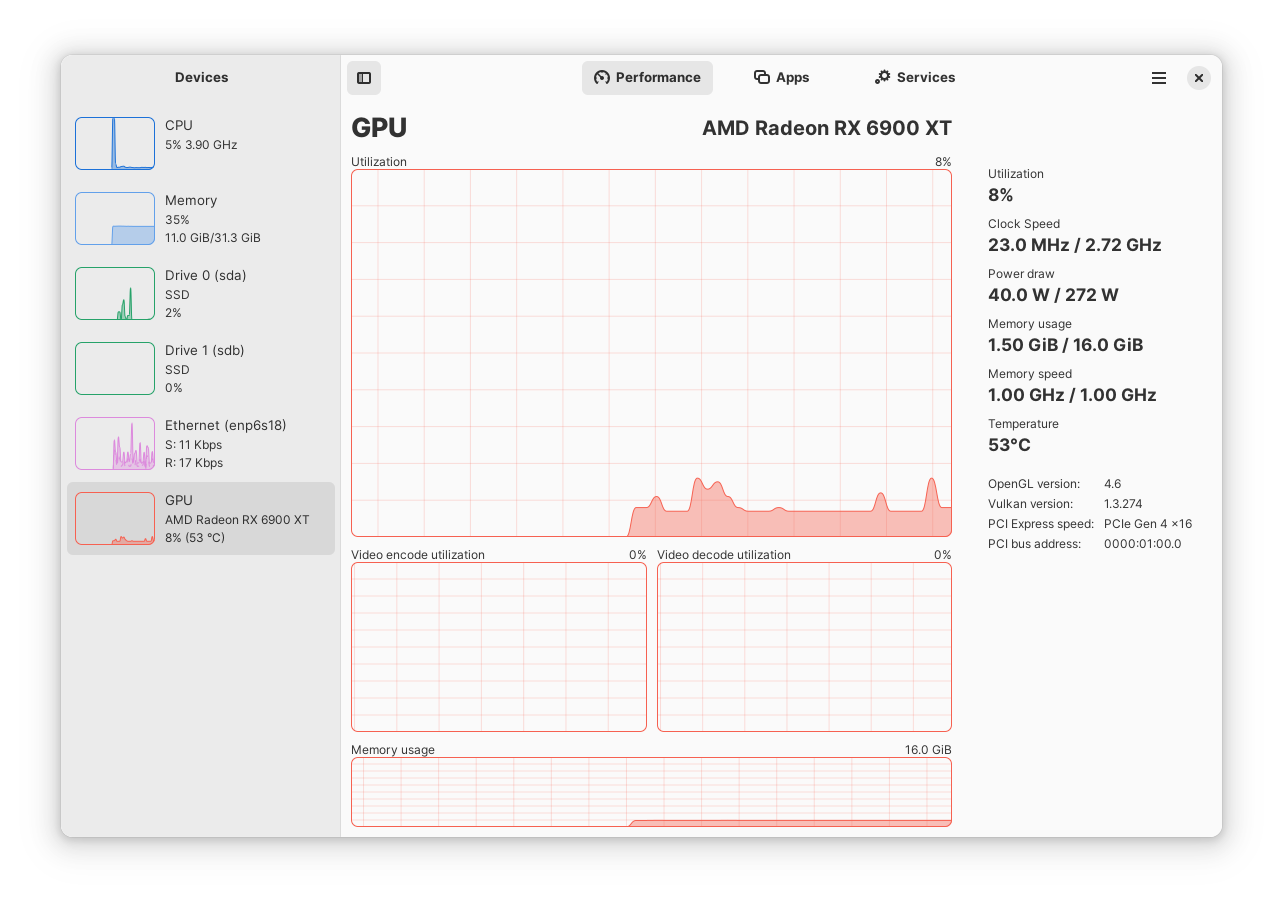 Devices
Performance
Apps
Services
CPU
5% 3.90 GHz
Memory
35%
11.0 GiB/31.3 GiB
Drive 0 (sda)
SSD
2%
Drive 1 (sdb)
SSD
0%
Ethernet (enp6s18)
S: 11 Kbps
R: 17 Kbps
GPU
AMD Radeon RX 6900 XT
8% (53 °C)
GPU AMD Radeon RX 6900 XT
Utilization 8%
Video encode utilization 0%
Video decode utilization 0%
Memory usage 16.0 GiB
Utilization
8%
Clock Speed
23.0 MHz / 2.72 GHz
Power draw
40.0 W / 272 W
Memory usage
1.50 GiB / 16.0 GiB
Memory speed
1.00 GHz / 1.00 GHz
Temperature
53°C
OpenGL version: 4.6
Vulkan version: 1.3.274
PCI Express speed: PCIe Gen 4 ×16
PCI bus address: 0000:01:00.0